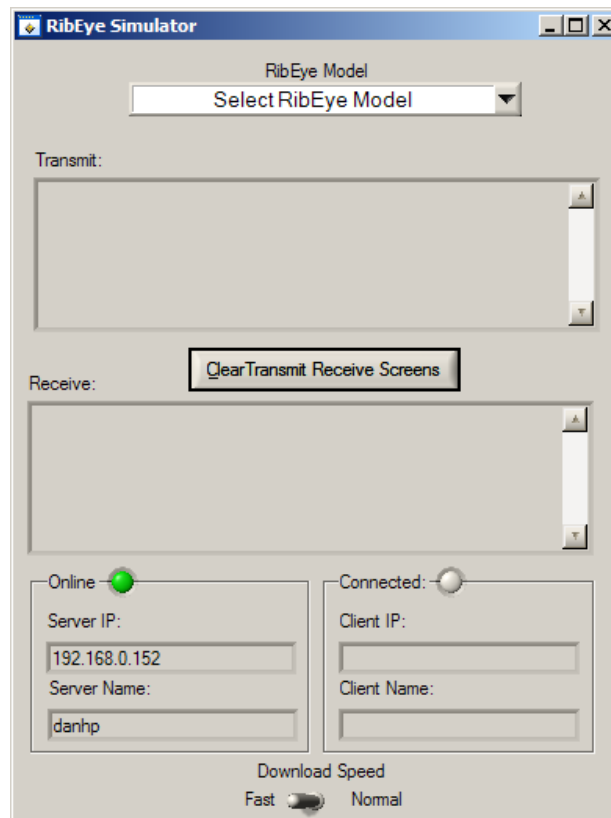 RibEye Simulator
RibEye Model
Select RibEye Model
Transmit:
ClearTransmit Receive Screens
Receive:
Online
Connected:
Server IP:
Client IP:
192.168.0.152
Server Name:
Client Name:
danhp
Download Speed
Fast
Normal